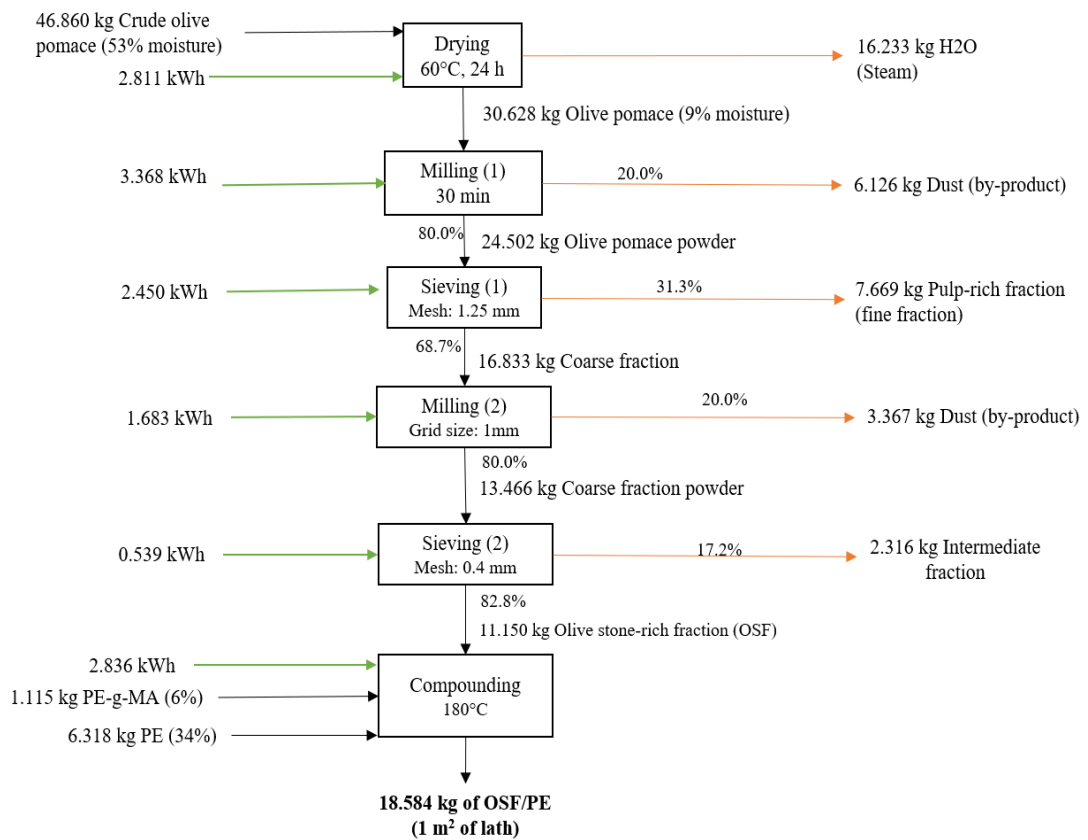 46.860 kg Crude olive
pomace (53% moisture)
2.811 kWh
Drying
60°C, 24 h
16.233 kg H2O
(Steam)
30.628 kg Olive pomace (9% moisture)
3.368 kWh
Milling (1)
30 min
20.0%
6.126 kg Dust (by-product)
80.0%
24.502 kg Olive pomace powder
2.450 kWh
Sieving (1)
Mesh: 1.25 mm
31.3%
7.669 kg Pulp-rich fraction
(fine fraction)
68.7%
16.833 kg Coarse fraction
1.683 kWh
Milling (2)
Grid size: 1mm
20.0%
3.367 kg Dust (by-product)
80.0%
13.466 kg Coarse fraction powder
0.539 kWh
Sieving (2)
Mesh: 0.4 mm
17.2%
2.316 kg Intermediate
fraction
82.8%
11.150 kg Olive stone-rich fraction (OSF)
2.836 kWh
1.115 kg PE-g-MA (6%)
6.318 kg PE (34%)
Compounding
180°C
18.584 kg of OSF/PE
(1 m² of lath)